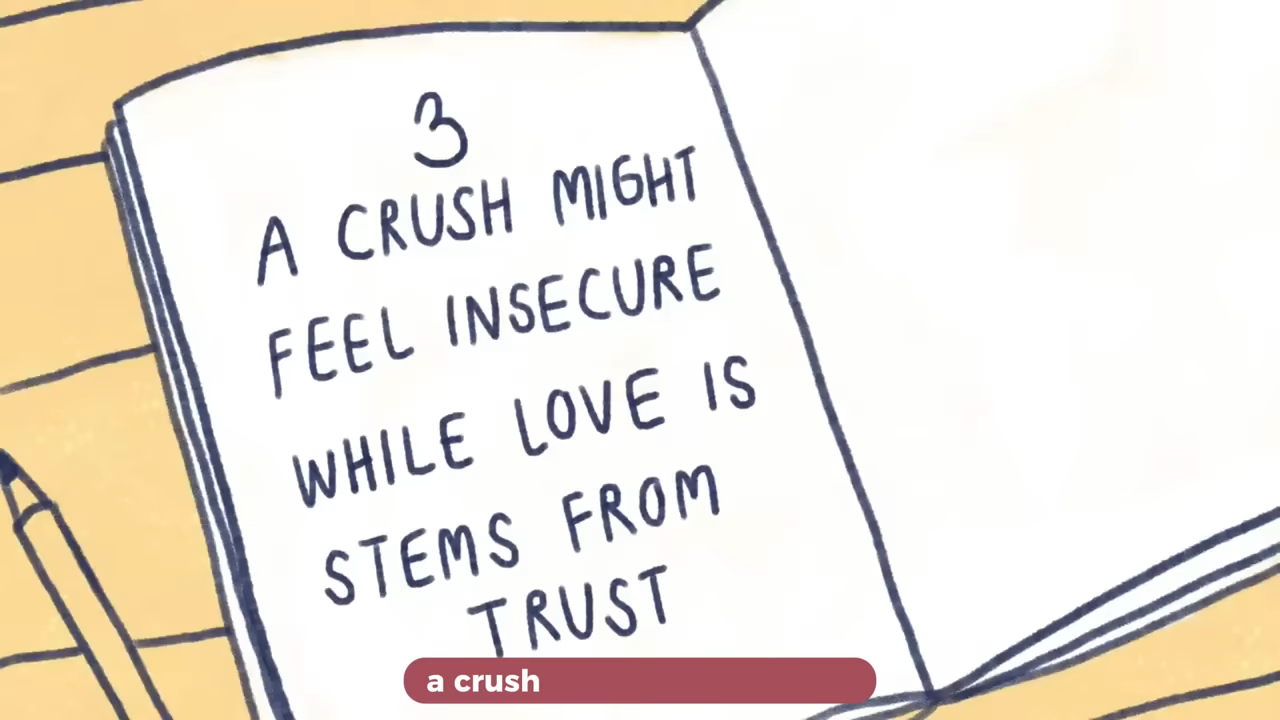 3
A CRUSH MIGHT
FEEL INSECURE
WHILE LOVE IS
STEMS FROM
TRUST
a crush